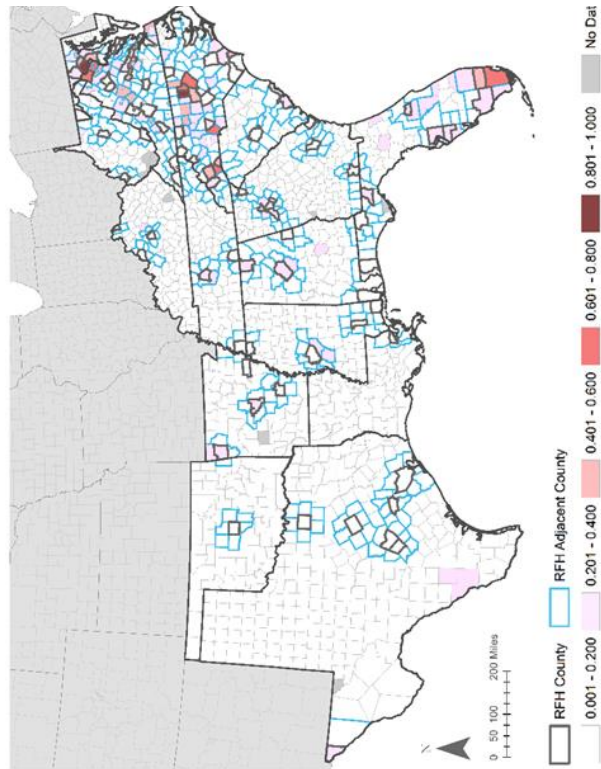 N
0 50 100 200 Miles
RFH County
RFH Adjacent County
0.001 - 0.200
0.201 - 0.400
0.401 - 0.600
0.601 - 0.800
0.801 - 1.000
No Dat